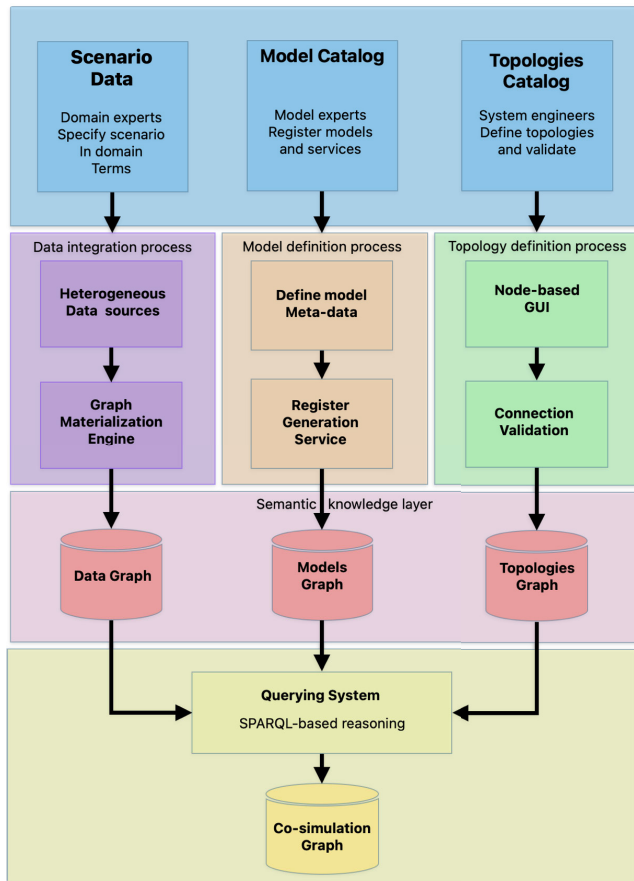 Scenario
Data
Domain experts
Specify scenario
In domain
Terms
Model Catalog
Model experts
Register models
and services
Topologies
Catalog
System engineers
Define topologies
and validate
Data integration process
Heterogeneous
Data sources
Graph
Materialization
Engine
Model definition process
Define model
Meta-data
Register
Generation
Service
Topology definition process
Node-based
GUI
Connection
Validation
Semantic knowledge layer
Data Graph
Models
Graph
Topologies
Graph
Querying System
SPARQL-based reasoning
Co-simulation
Graph